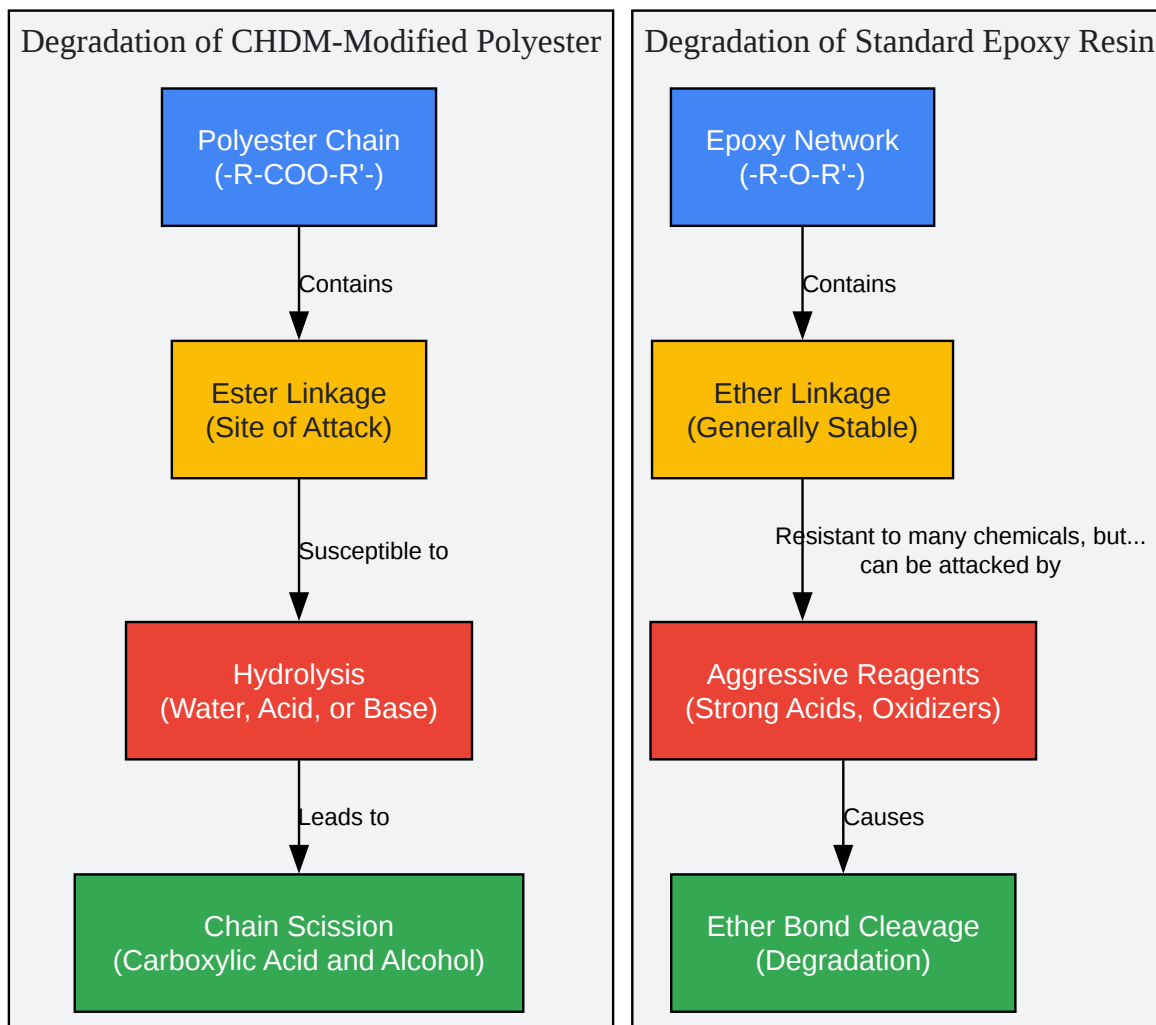 Degradation of CHDM-Modified Polyester
Polyester Chain
(-R-COO-R'-)
Contains
Ester Linkage
(Site of Attack)
Susceptible to
Hydrolysis
(Water, Acid, or Base)
Leads to
Chain Scission
(Carboxylic Acid and Alcohol)
Degradation of Standard Epoxy Resin
Epoxy Network
(-R-O-R'-)
Contains
Ether Linkage
(Generally Stable)
Resistant to many chemicals, but...
can be attacked by
Aggressive Reagents
(Strong Acids, Oxidizers)
Causes
Ether Bond Cleavage
(Degradation)